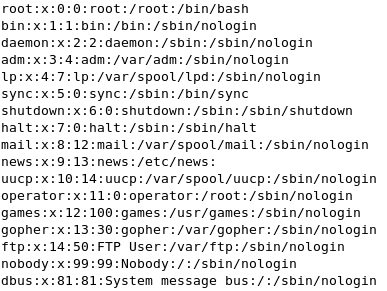 root:x:0:0:root:/root:/bin/bash
bin:x:1:1:bin:/bin:/sbin/nologin
daemon:x:2:2:daemon:/sbin:/sbin/nologin
adm:x:3:4:adm:/var/adm:/sbin/nologin
lp:x:4:7:lp:/var/spool/lpd:/sbin/nologin
sync:x:5:0:sync:/sbin:/bin/sync
shutdown:x:6:0:shutdown:/sbin:/sbin/shutdown
halt:x:7:0:halt:/sbin:/sbin/halt
mail:x:8:12:mail:/var/spool/mail:/sbin/nologin
news:x:9:13:news:/etc/news:
uucp:x:10:14:uucp:/var/spool/uucp:/sbin/nologin
operator:x:11:0:operator:/root:/sbin/nologin
games:x:12:100:games:/usr/games:/sbin/nologin
gopher:x:13:30:gopher:/var/gopher:/sbin/nologin
ftp:x:14:50:FTP User:/var/ftp:/sbin/nologin
nobody:x:99:99:Nobody:/:/sbin/nologin
dbus:x:81:81:System message bus:/:/sbin/nologin